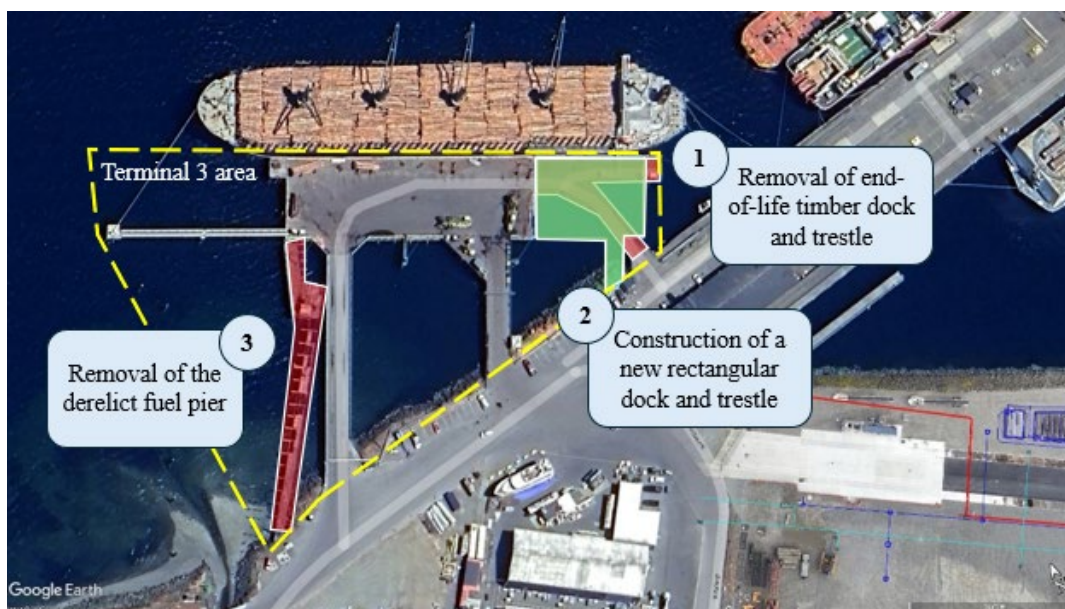 Terminal 3 area
1
Removal of end-
of-life timber dock
and trestle
2
Construction of a
new rectangular
dock and trestle
3
Removal of the
derelict fuel pier
Google Earth